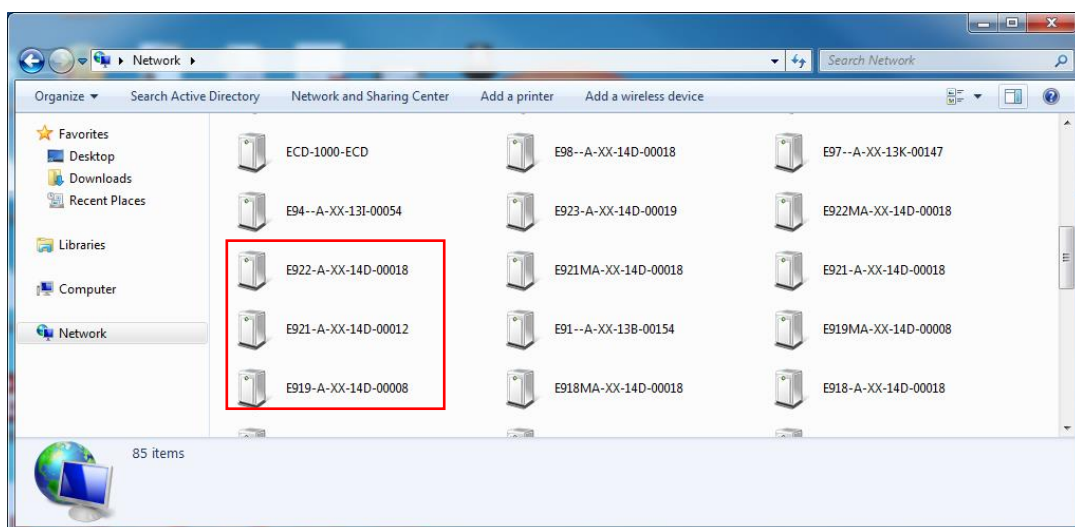 Network
Search Network
Organize Search Active Directory Network and Sharing Center Add a printer Add a wireless device
Favorites
Desktop
Downloads
Recent Places
Libraries
Computer
Network
ECD-1000-ECD E98--A-XX-14D-00018 E97--A-XX-13K-00147
E94--A-XX-13I-00054 E923-A-XX-14D-00019 E922MA-XX-14D-00018
E922-A-XX-14D-00018 E921MA-XX-14D-00018 E921-A-XX-14D-00018
E921-A-XX-14D-00012 E91--A-XX-13B-00154 E919MA-XX-14D-00008
E919-A-XX-14D-00008 E918MA-XX-14D-00018 E918-A-XX-14D-00018
85 items